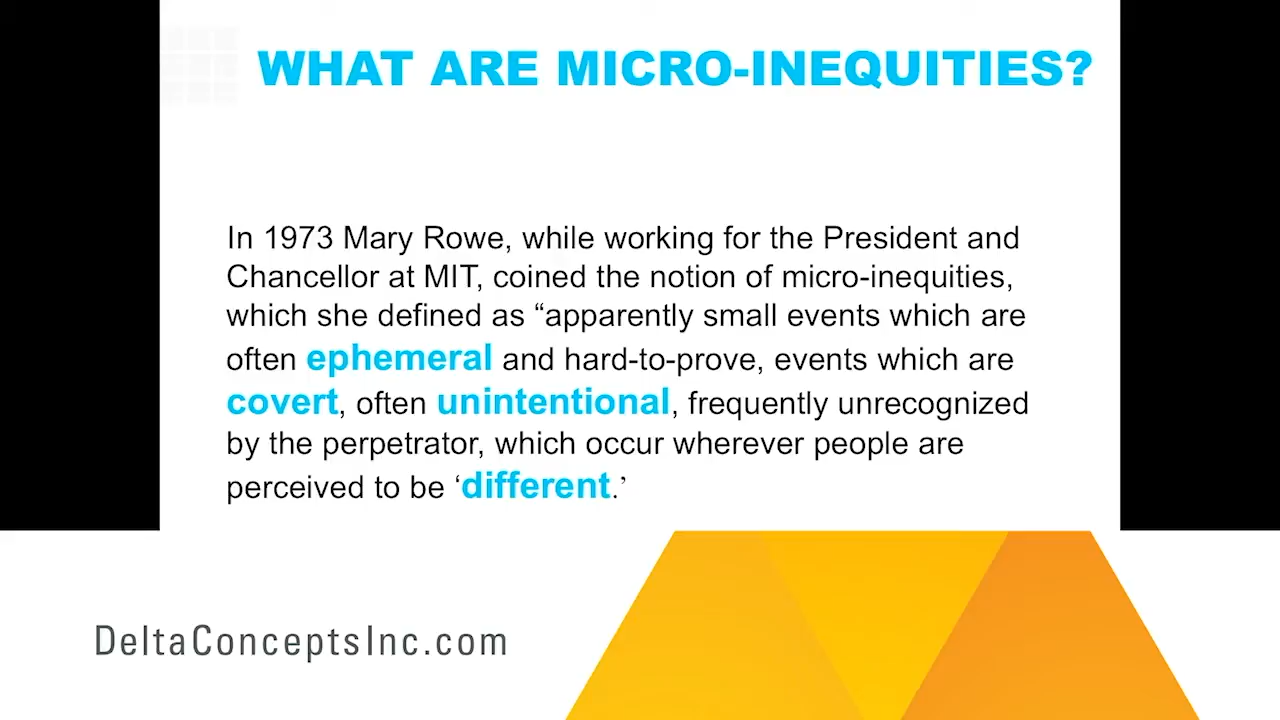 WHAT ARE MICRO-INEQUITIES?
In 1973 Mary Rowe, while working for the President and
Chancellor at MIT, coined the notion of micro-inequities,
which she defined as “apparently small events which are
often ephemeral and hard-to-prove, events which are
covert, often unintentional, frequently unrecognized
by the perpetrator, which occur wherever people are
perceived to be ‘different.’
DeltaConceptsInc.com